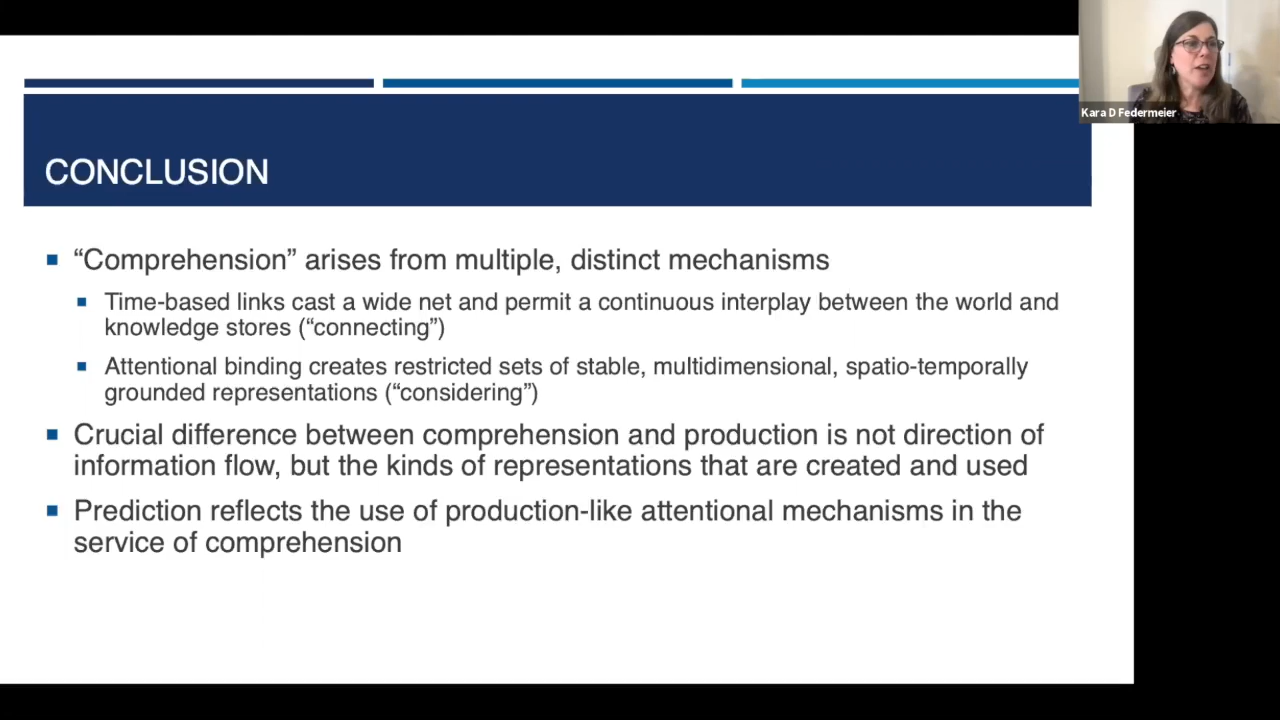 Kara D Federmeier
CONCLUSION
“Comprehension” arises from multiple, distinct mechanisms
Time-based links cast a wide net and permit a continuous interplay between the world and
knowledge stores (“connecting”)
Attentional binding creates restricted sets of stable, multidimensional, spatio-temporally
grounded representations (“considering”)
Crucial difference between comprehension and production is not direction of
information flow, but the kinds of representations that are created and used
Prediction reflects the use of production-like attentional mechanisms in the
service of comprehension